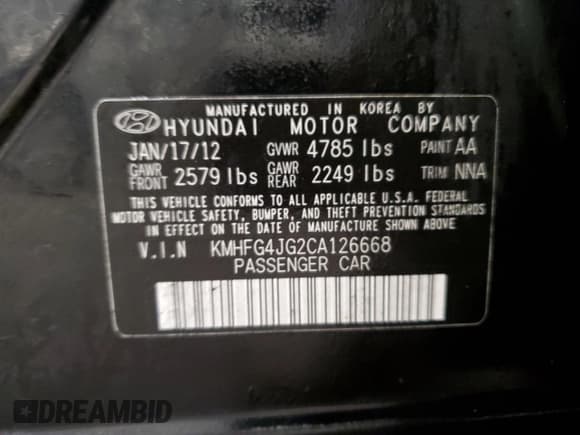 MANUFACTURED IN KOREA BY
HYUNDAI MOTOR COMPANY
JAN/17/12 GVWR 4785 lbs PAINT AA
GAWR FRONT 2579 lbs GAWR REAR 2249 lbs TRIM NNA
THIS VEHICLE CONFORMS TO ALL APPLICABLE U.S.A. FEDERAL
MOTOR VEHICLE SAFETY, BUMPER, AND THEFT PREVENTION STANDARDS
IN EFFECT ON THE DATE OF MANUFACTURE SHOWN ABOVE.
V.I.N KMHFG4JG2CA126668
PASSENGER CAR
DREAMBID